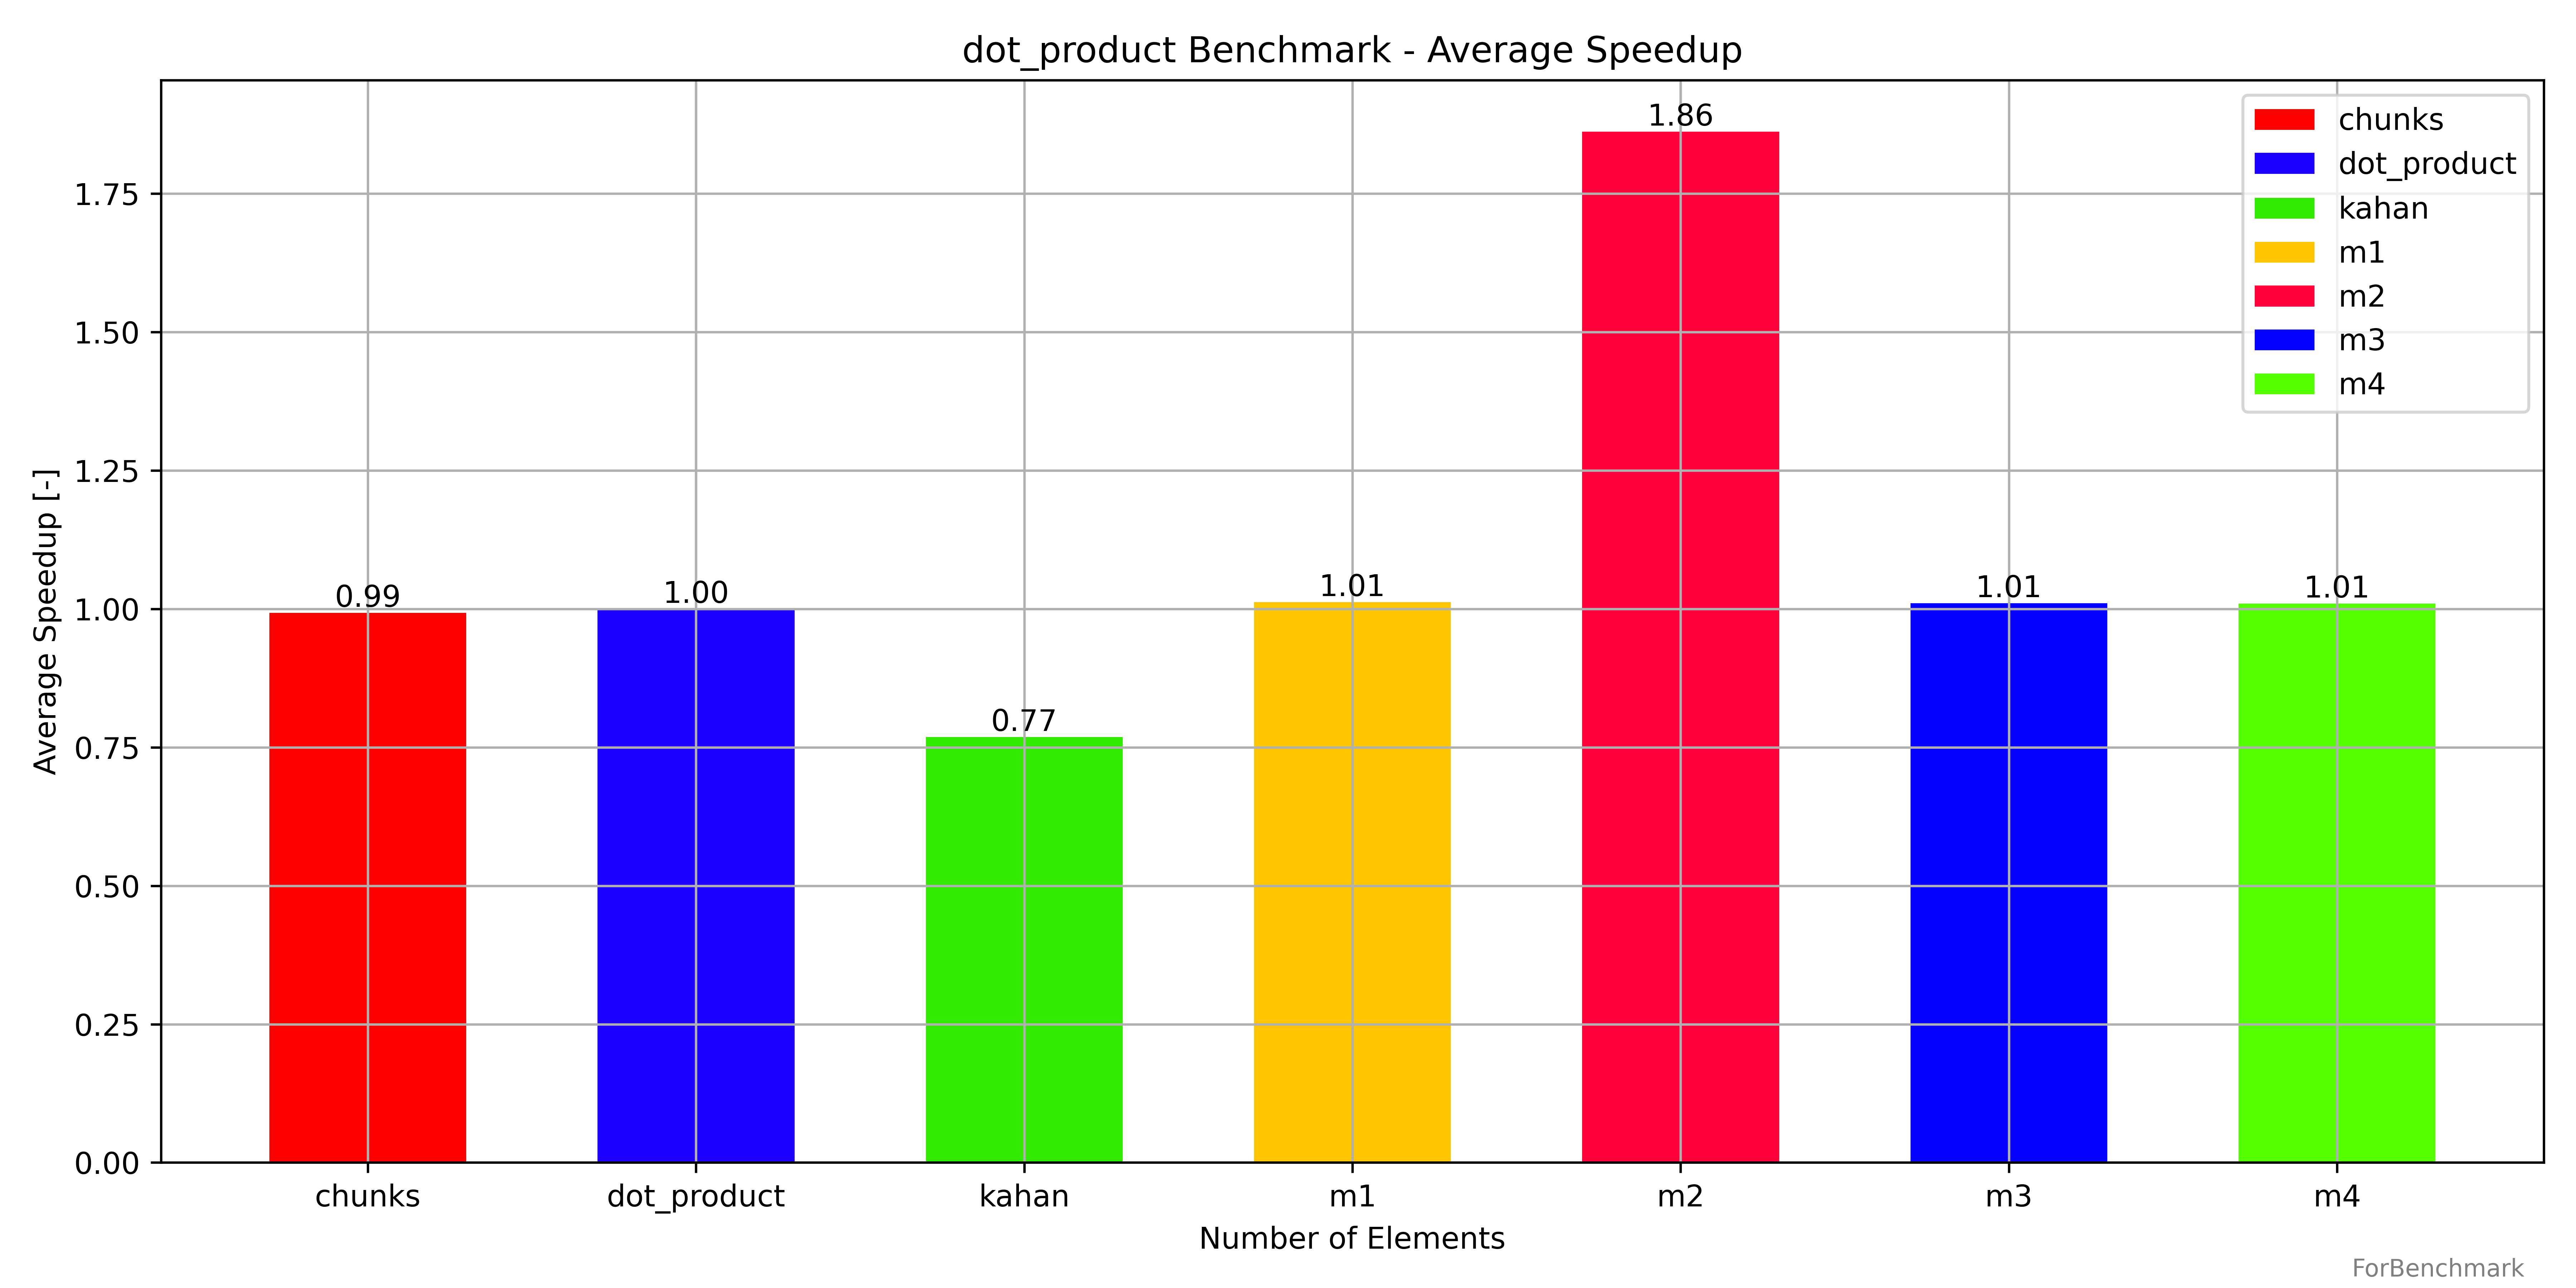 dot_product Benchmark - Average Speedup
1.86
chunks
dot_product
kahan
m1
m2
m3
m4
Average Speedup [-]
1.75
1.50
1.25
1.00
0.75
0.50
0.25
0.00
0.99
1.00
0.77
1.01
1.01
1.01
chunks dot_product kahan m1 m2 m3 m4
Number of Elements
ForBenchmark